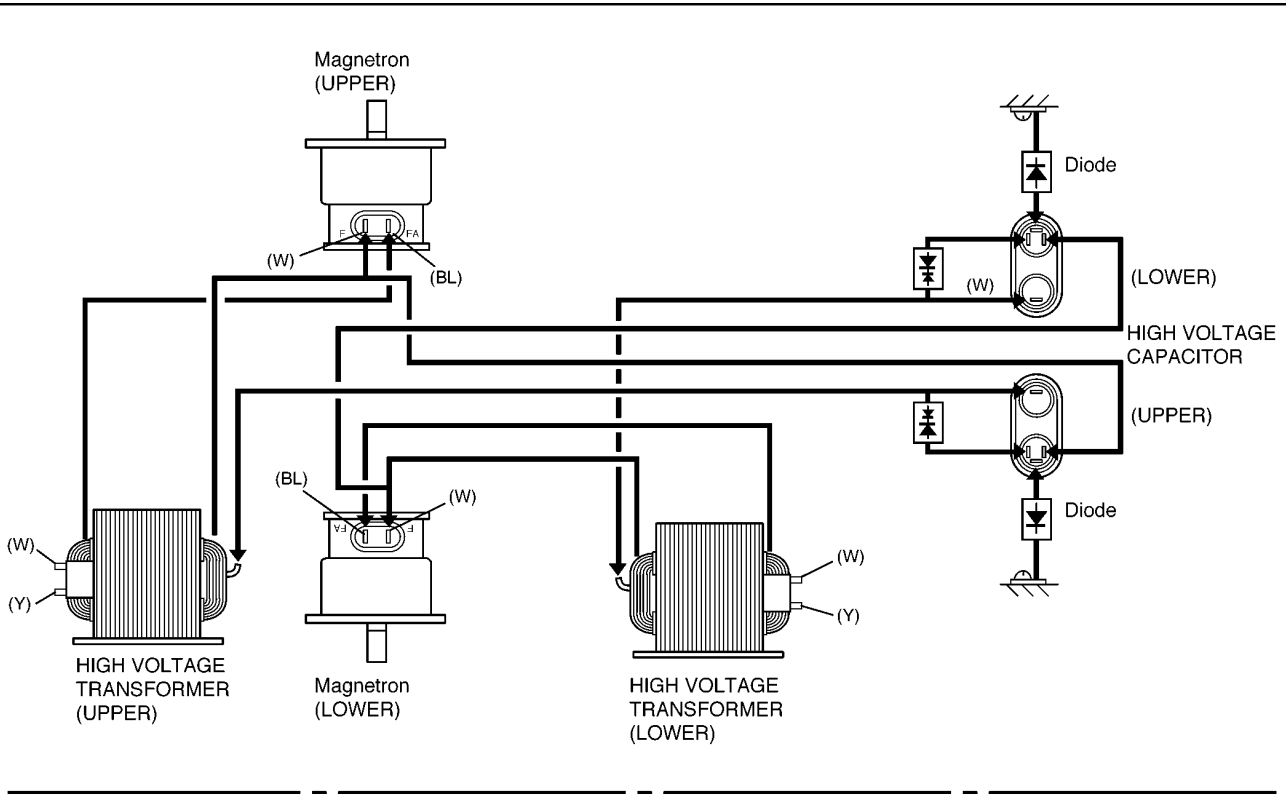 Magnetron
(UPPER)
Diode
F
FA
(W)
(BL)
(W)
(LOWER)
HIGH VOLTAGE
CAPACITOR
(UPPER)
(BL)
(W)
FA
F
Diode
(W)
(Y)
(W)
(Y)
HIGH VOLTAGE
TRANSFORMER
(UPPER)
Magnetron
(LOWER)
HIGH VOLTAGE
TRANSFORMER
(LOWER)